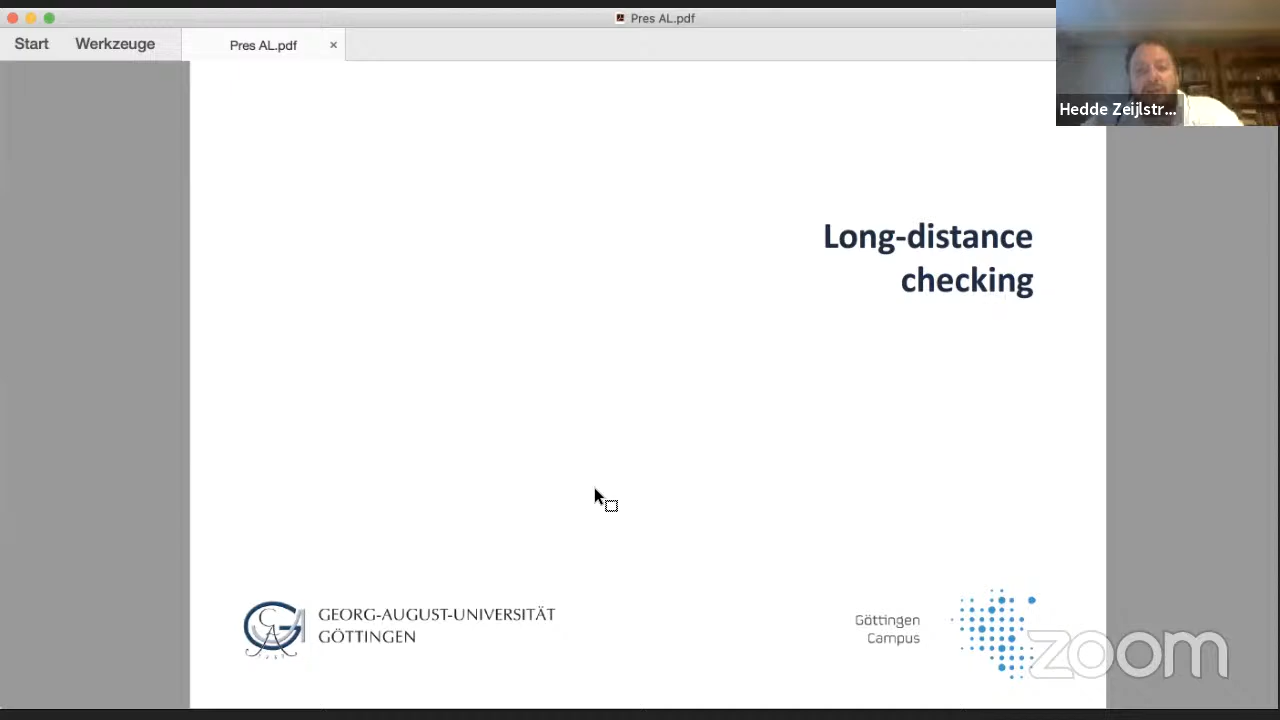 Pres AL.pdf
Start
Werkzeuge
Pres AL.pdf
×
Hedde Zeijlstr...
Long-distance
checking
GEORG-AUGUST-UNIVERSITÄT
GÖTTINGEN
Göttingen
Campus
zoom